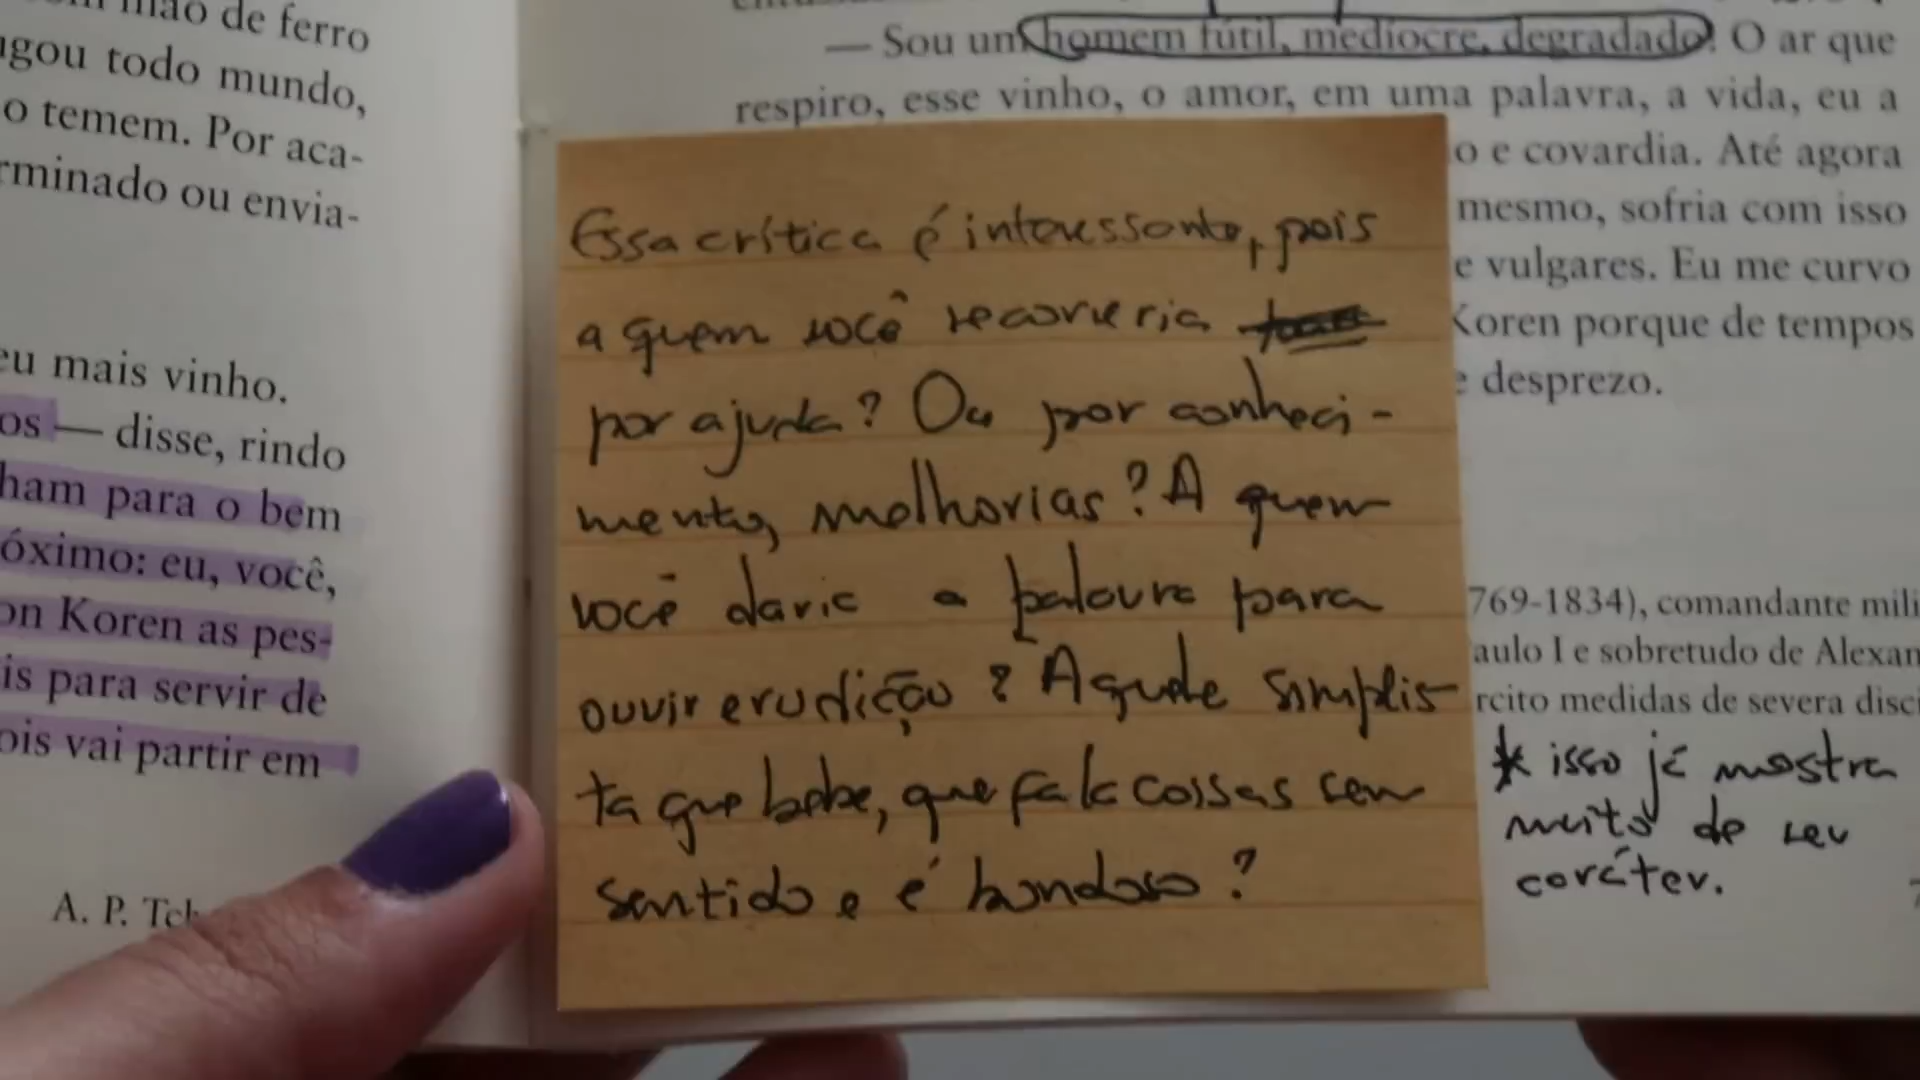 mão de ferro
gou todo mundo,
o temem. Por aca-
rminado ou envia-
eu mais vinho.
os — disse, rindo
ham para o bem
óximo: eu, você,
on Koren as pes-
is para servir de
ois vai partir em
A. P. Tch
— Sou um homem fútil, medíocre, degradado! O ar que
respiro, esse vinho, o amor, em uma palavra, a vida, eu a
o e covardia. Até agora
mesmo, sofria com isso
e vulgares. Eu me curvo
Koren porque de tempos
e desprezo.
Essa crítica é interessante, pois
a quem você recorreria
por ajuda? Ou por conheci-
mento, melhorias? A quem
você daria a palavra para
ouvir erudição? Aquele simplis-
ta que bebe, que fala coisas sem
sentido e é bondoso?
769-1834), comandante mili
aulo I e sobretudo de Alexan
rcito medidas de severa disci
* isso já mostra
muito de seu
caráter.
7